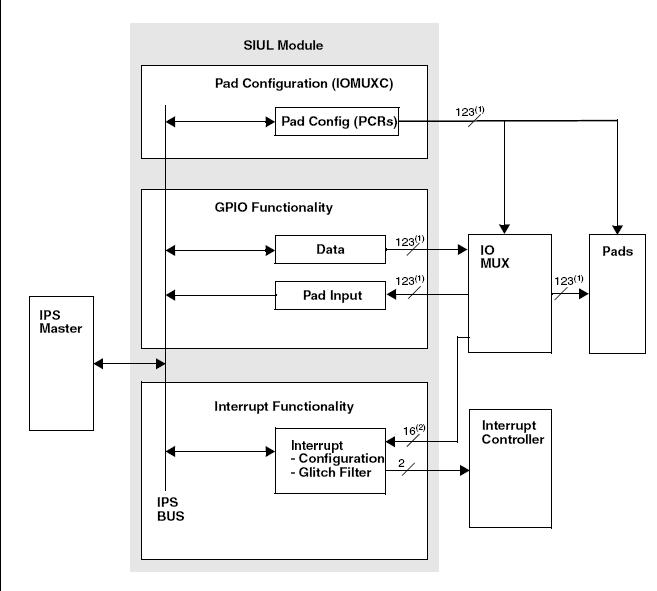 SIUL Module
Pad Configuration (IOMUXC)
Pad Config (PCRs)
123(1)
GPIO Functionality
Data
123(1)
IO
MUX
Pads
Pad Input
123(1)
123(1)
IPS
Master
Interrupt Functionality
Interrupt
- Configuration
- Glitch Filter
16(2)
2
Interrupt
Controller
IPS
BUS